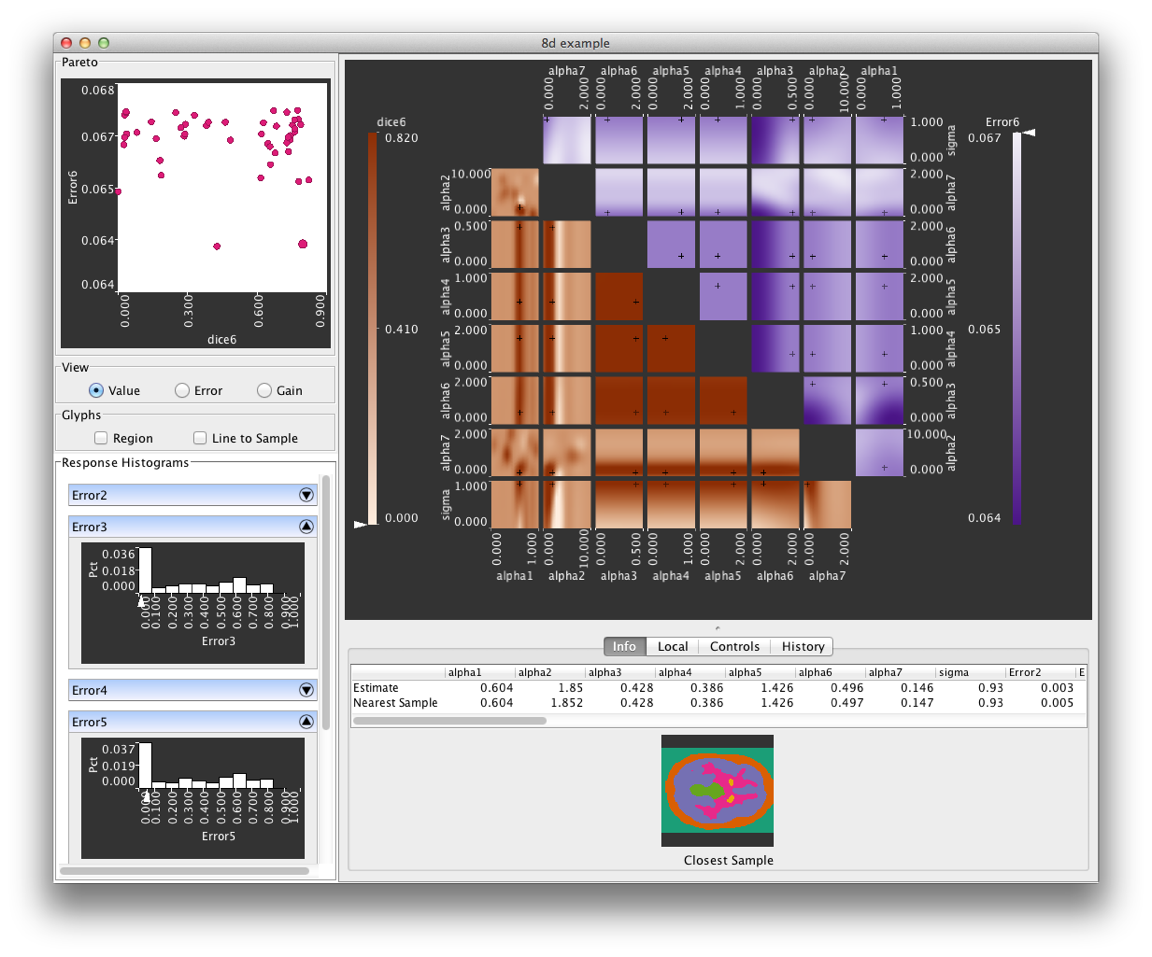 8d example
Pareto
0.068
0.067
0.065
0.064
0.064
Error6
0.000
0.300
0.600
0.900
dice6
View
Value
Error
Gain
Glyphs
Region
Line to Sample
Response Histograms
Error2
Error3
0.036
0.018
0.000
Pct
0.000
0.100
0.200
0.300
0.400
0.500
0.600
0.700
0.800
0.900
1.000
Error3
Error4
Error5
0.037
0.019
0.000
Pct
0.000
0.100
0.200
0.300
0.400
0.500
0.600
0.700
0.800
0.900
1.000
Error5
alpha7 alpha6 alpha5 alpha4 alpha3 alpha2 alpha1
0.000 2.000 0.000 2.000 0.000 2.000 0.000 1.000 0.000 0.500 0.000 10.000 0.000 1.000
dice6
0.820
0.410
0.000
Error6
0.067
0.065
0.064
1.000
0.000
sigma
10.000
0.000
alpha2
2.000
0.000
alpha7
0.500
0.000
alpha3
2.000
0.000
alpha6
1.000
0.000
alpha4
2.000
0.000
alpha5
2.000
0.000
alpha5
1.000
0.000
alpha4
2.000
0.000
alpha6
0.500
0.000
alpha3
2.000
0.000
alpha7
10.000
0.000
alpha2
1.000
0.000
sigma
0.000 1.000 0.000 10.000 0.000 0.500 0.000 1.000 0.000 2.000 0.000 2.000 0.000 2.000
alpha1 alpha2 alpha3 alpha4 alpha5 alpha6 alpha7
Info Local Controls History
alpha1 alpha2 alpha3 alpha4 alpha5 alpha6 alpha7 sigma Error2 E
Estimate 0.604 1.85 0.428 0.386 1.426 0.496 0.146 0.93 0.003
Nearest Sample 0.604 1.852 0.428 0.386 1.426 0.497 0.147 0.93 0.005
Closest Sample